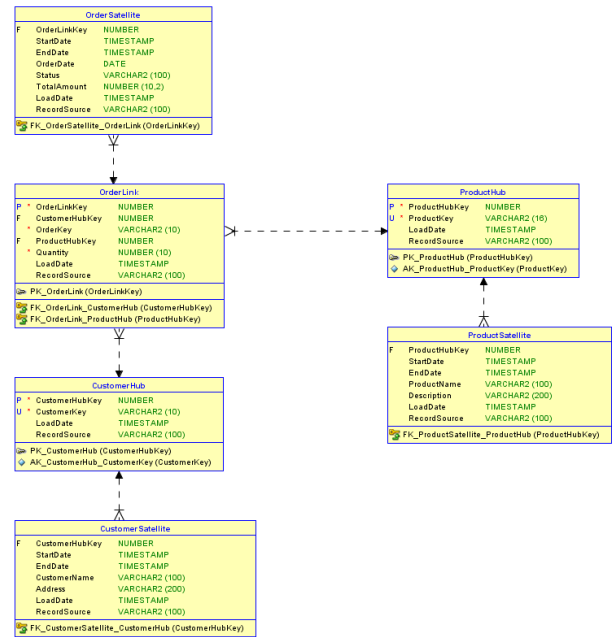 OrderSatellite
F OrderLinkKey NUMBER
StartDate TIMESTAMP
EndDate TIMESTAMP
OrderDate DATE
Status VARCHAR2 (100)
TotalAmount NUMBER (10,2)
LoadDate TIMESTAMP
RecordSource VARCHAR2 (100)
FK_OrderSatellite_OrderLink (OrderLinkKey)
OrderLink
P * OrderLinkKey NUMBER
F CustomerHubKey NUMBER
* OrderKey VARCHAR2 (10)
F ProductHubKey NUMBER
* Quantity NUMBER (10)
LoadDate TIMESTAMP
RecordSource VARCHAR2 (100)
PK_OrderLink (OrderLinkKey)
FK_OrderLink_CustomerHub (CustomerHubKey)
FK_OrderLink_ProductHub (ProductHubKey)
ProductHub
P * ProductHubKey NUMBER
U * ProductKey VARCHAR2 (16)
LoadDate TIMESTAMP
RecordSource VARCHAR2 (100)
PK_ProductHub (ProductHubKey)
AK_ProductHub_ProductKey (ProductKey)
ProductSatellite
F ProductHubKey NUMBER
StartDate TIMESTAMP
EndDate TIMESTAMP
ProductName VARCHAR2 (100)
Description VARCHAR2 (200)
LoadDate TIMESTAMP
RecordSource VARCHAR2 (100)
FK_ProductSatellite_ProductHub (ProductHubKey)
CustomerHub
P * CustomerHubKey NUMBER
U * CustomerKey VARCHAR2 (10)
LoadDate TIMESTAMP
RecordSource VARCHAR2 (100)
PK_CustomerHub (CustomerHubKey)
AK_CustomerHub_CustomerKey (CustomerKey)
CustomerSatellite
F CustomerHubKey NUMBER
StartDate TIMESTAMP
EndDate TIMESTAMP
CustomerName VARCHAR2 (100)
Address VARCHAR2 (200)
LoadDate TIMESTAMP
RecordSource VARCHAR2 (100)
FK_CustomerSatellite_CustomerHub (CustomerHubKey)